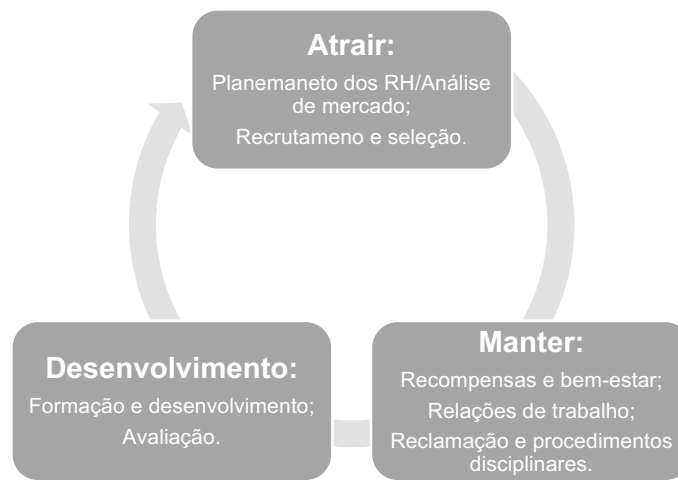 Atrair:
Planemaneto dos RH/Análise
de mercado;
Recrutameno e seleção.
Desenvolvimento:
Formação e desenvolvimento;
Avaliação.
Manter:
Recompensas e bem-estar;
Relações de trabalho;
Reclamação e procedimentos
disciplinares.